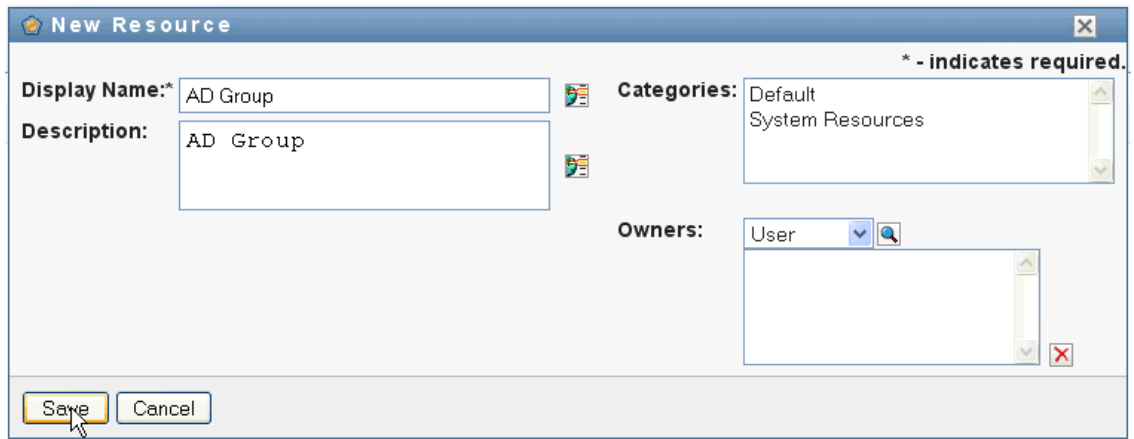 New Resource
* - indicates required.
Display Name:* AD Group
Description: AD Group
Categories: Default
System Resources
Owners: User
Save Cancel